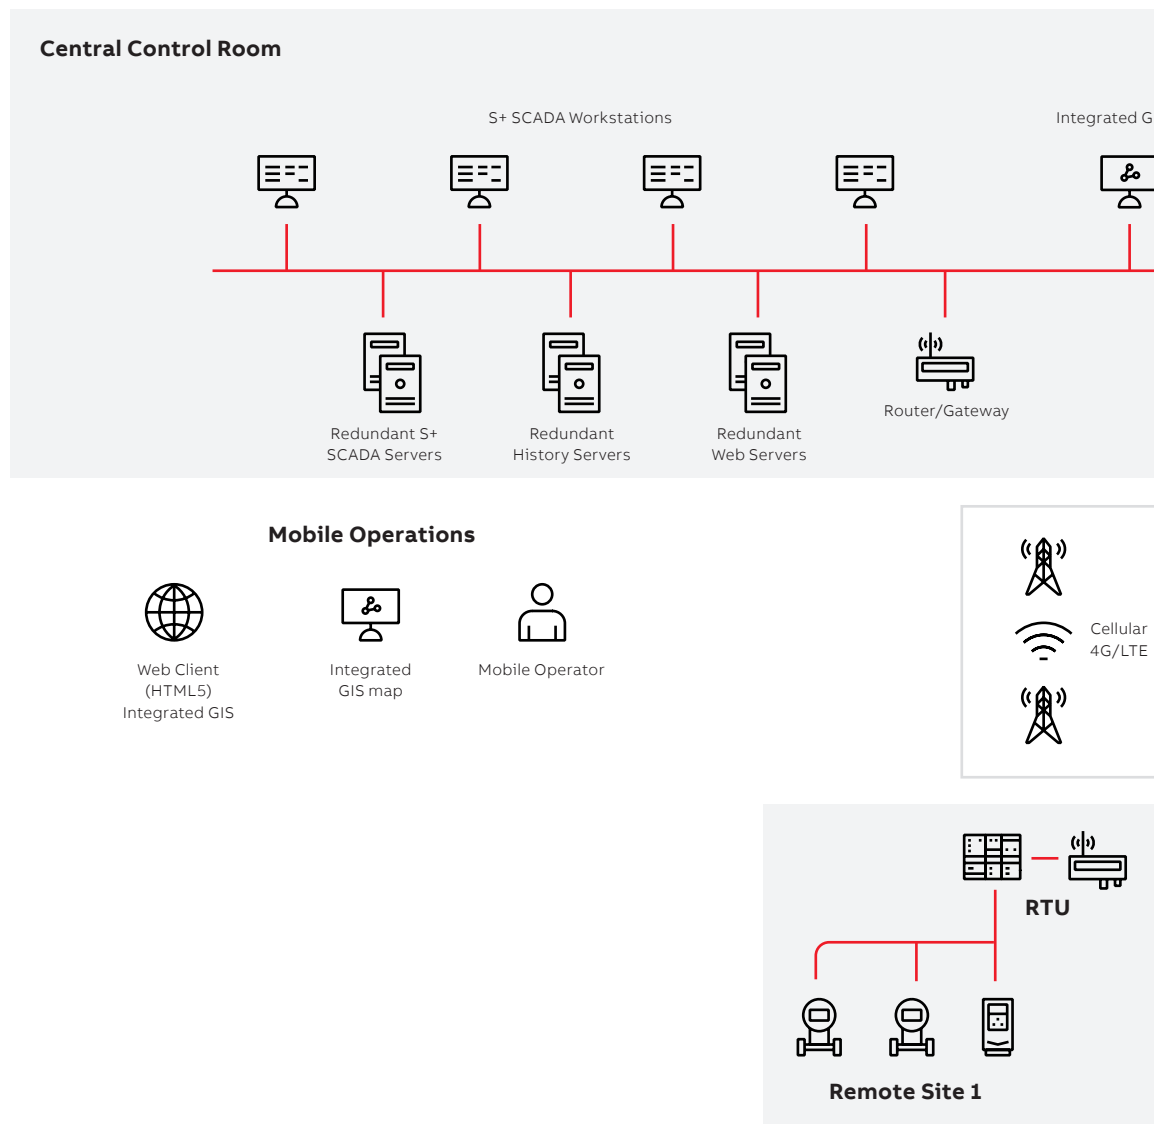 Central Control Room
S+ SCADA Workstations
Integrated G
Redundant S+
SCADA Servers
Redundant
History Servers
Redundant
Web Servers
Router/Gateway
Mobile Operations
Web Client
(HTML5)
Integrated GIS
Integrated
GIS map
Mobile Operator
Cellular
4G/LTE
RTU
Remote Site 1